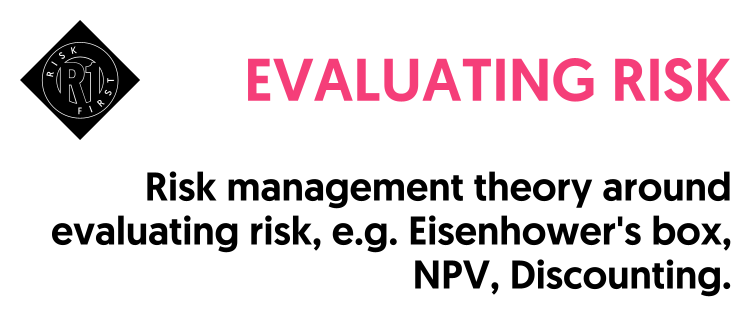 RISK
R1
FIRST
EVALUATING RISK
Risk management theory around
evaluating risk, e.g. Eisenhower's box,
NPV, Discounting.